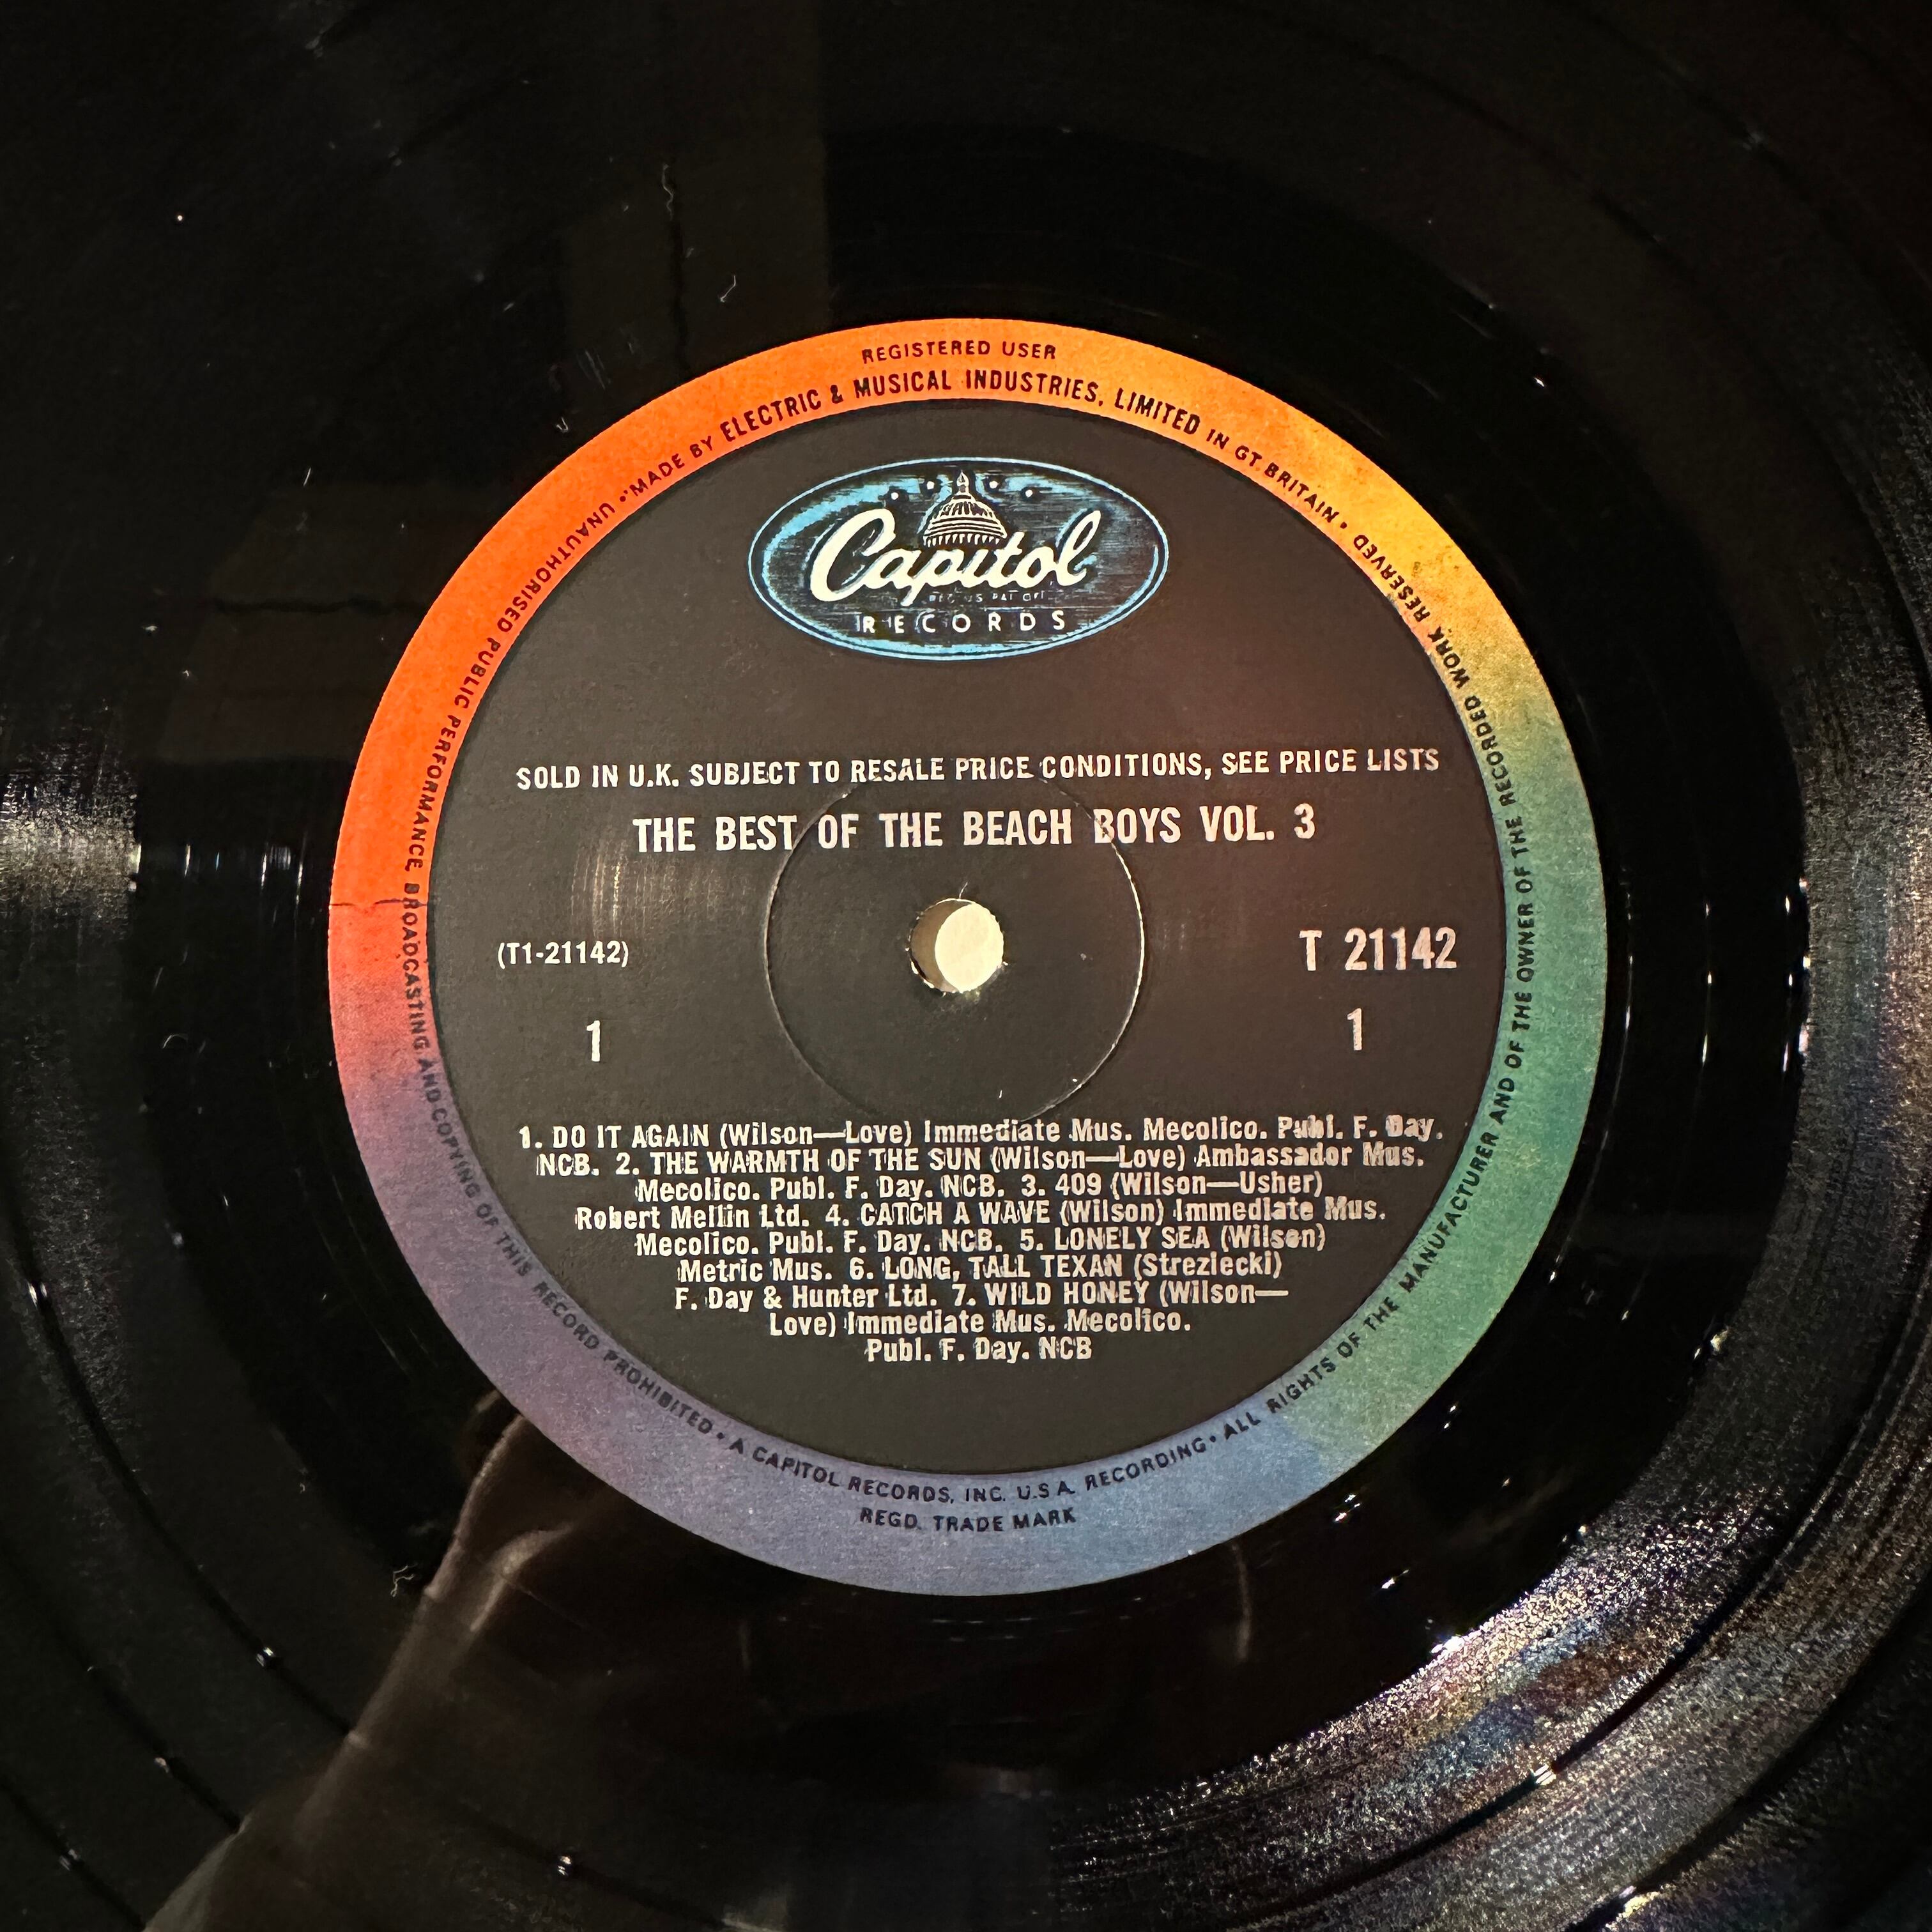 REGISTERED USER
MADE BY ELECTRIC & MUSICAL INDUSTRIES, LIMITED IN GT BRITAIN •
Capitol
REG. U.S. PAT. OFF.
RECORDS
SOLD IN U.K. SUBJECT TO RESALE PRICE CONDITIONS, SEE PRICE LISTS
THE BEST OF THE BEACH BOYS VOL. 3
(T1-21142)
T 21142
1
1
1. DO IT AGAIN (Wilson—Love) Immediate Mus. Mecolico. Publ. F. Day.
NCB. 2. THE WARMTH OF THE SUN (Wilson—Love) Ambassador Mus.
Mecolico. Publ. F. Day. NCB. 3. 409 (Wilson—Usher)
Robert Mellin Ltd. 4. CATCH A WAVE (Wilson) Immediate Mus.
Mecolico. Publ. F. Day. NCB. 5. LONELY SEA (Wilson)
Metric Mus. 6. LONG, TALL TEXAN (Strezlecki)
F. Day & Hunter Ltd. 7. WILD HONEY (Wilson—
Love) Immediate Mus. Mecolico.
Publ. F. Day. NCB
ALL RIGHTS OF THE MANUFACTURER AND OF THE OWNER OF THE RECORDED WORK RESERVED
UNAUTHORISED PUBLIC PERFORMANCE, BROADCASTING AND COPYING OF THIS RECORD PROHIBITED •
A CAPITOL RECORDS, INC. U.S.A. RECORDING •
REGD. TRADE MARK